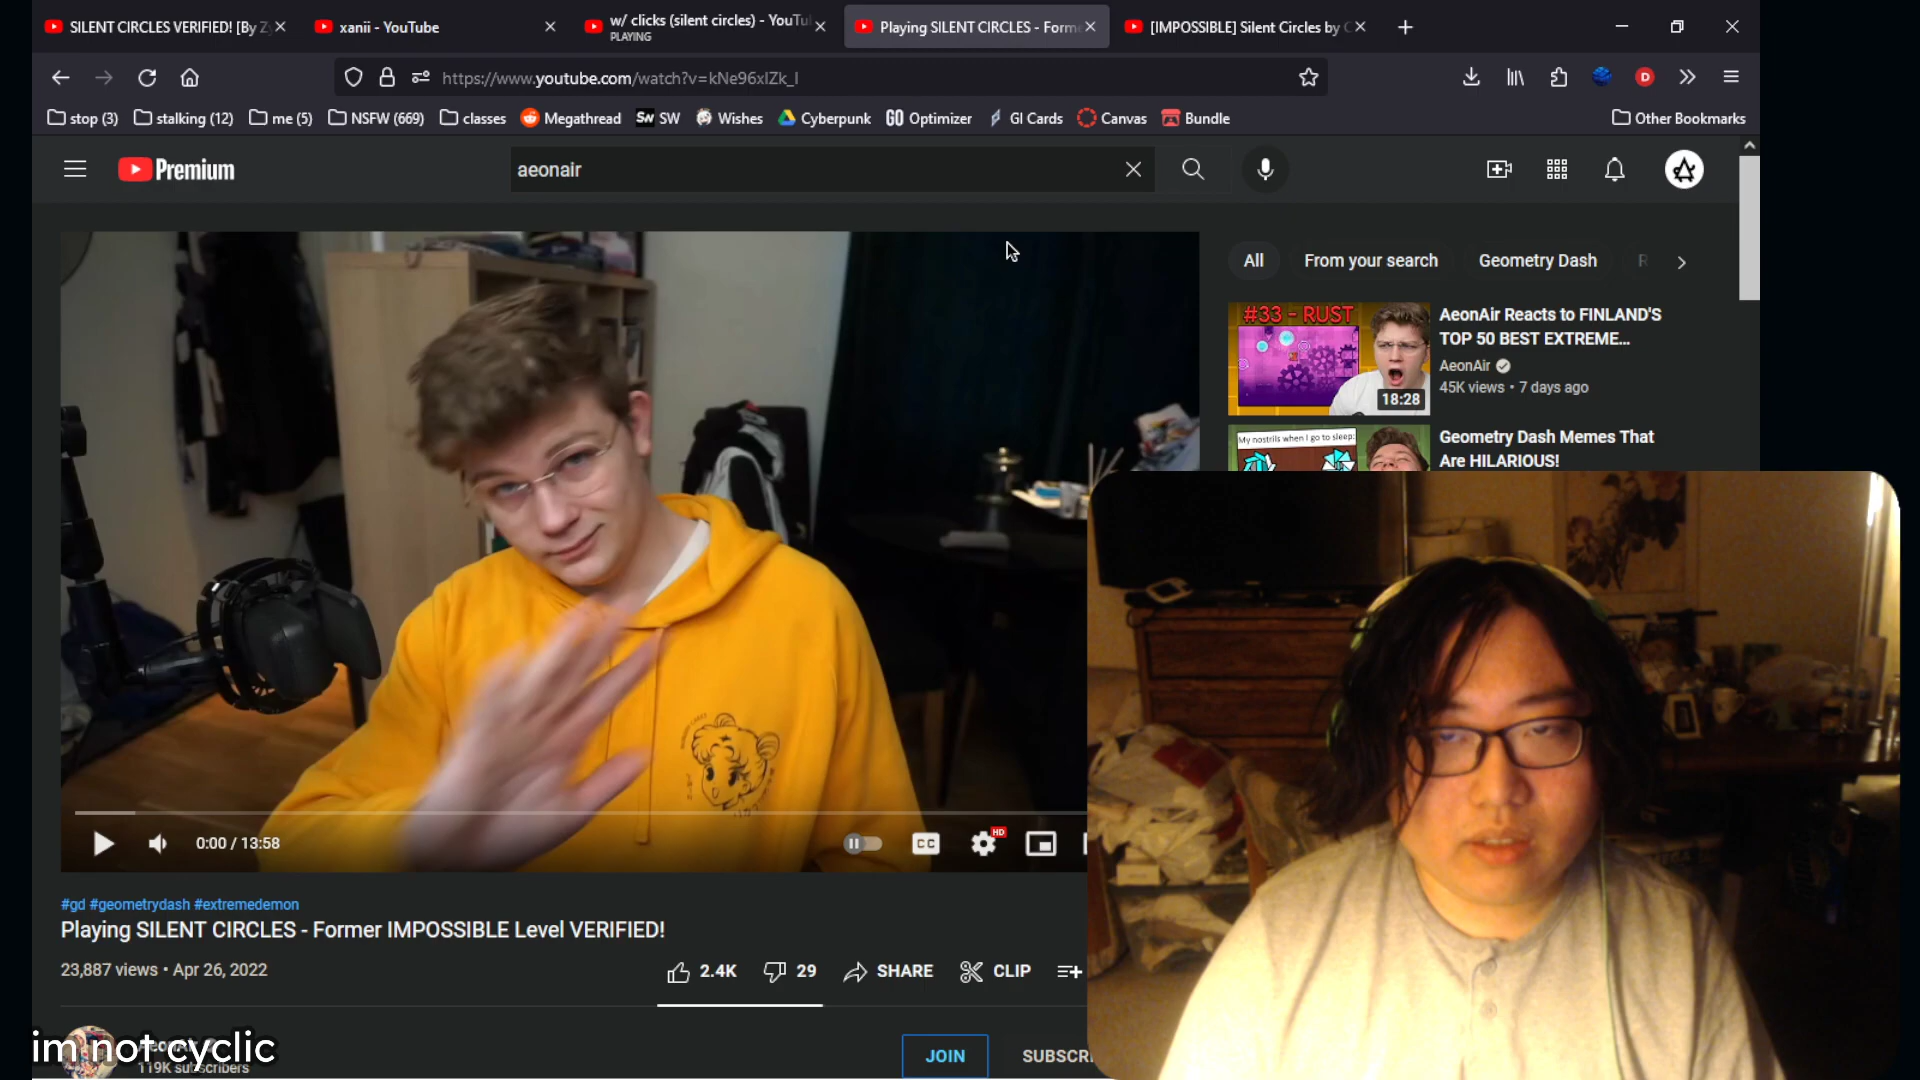 SILENT CIRCLES VERIFIED! [By Z
xanii - YouTube
w/ clicks (silent circles) - YouTu
PLAYING
Playing SILENT CIRCLES - Form
[IMPOSSIBLE] Silent Circles by
https://www.youtube.com/watch?v=kNe96xIZk_I
stop (3)
stalking (12)
me (5)
NSFW (669)
classes
Megathread
SW SW
Wishes
Cyberpunk
GO Optimizer
GI Cards
Canvas
Bundle
Other Bookmarks
Premium
aeonair
All
From your search
Geometry Dash
R
#33 - RUST
18:28
AeonAir Reacts to FINLAND'S
TOP 50 BEST EXTREME...
AeonAir
45K views • 7 days ago
My nostrils when I go to sleep:
Geometry Dash Memes That
Are HILARIOUS!
0:00 / 13:58
CC
HD
#gd #geometrydash #extremedemon
Playing SILENT CIRCLES - Former IMPOSSIBLE Level VERIFIED!
23,887 views • Apr 26, 2022
2.4K
29
SHARE
CLIP
im not cyclic
119K subscribers
JOIN
SUBSCRI